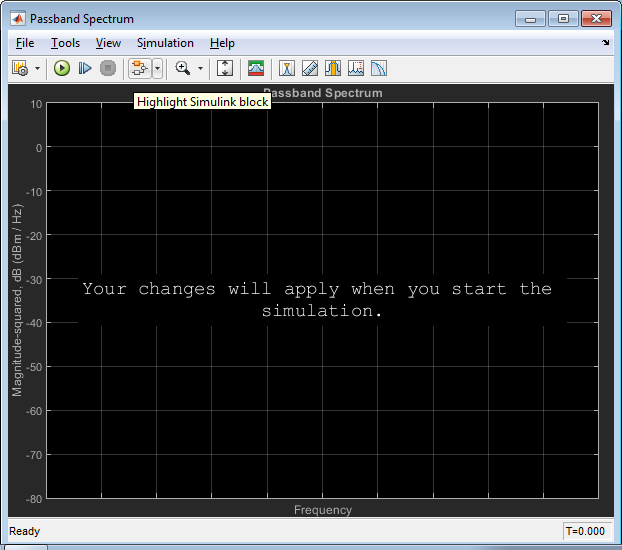 Passband Spectrum
File Tools View Simulation Help
Highlight Simulink block
Passband Spectrum
10
0
-10
-20
-30
-40
-50
-60
-70
-80
Magnitude-squared, dB (dBm / Hz)
Your changes will apply when you start the
simulation.
Frequency
Ready T=0.000